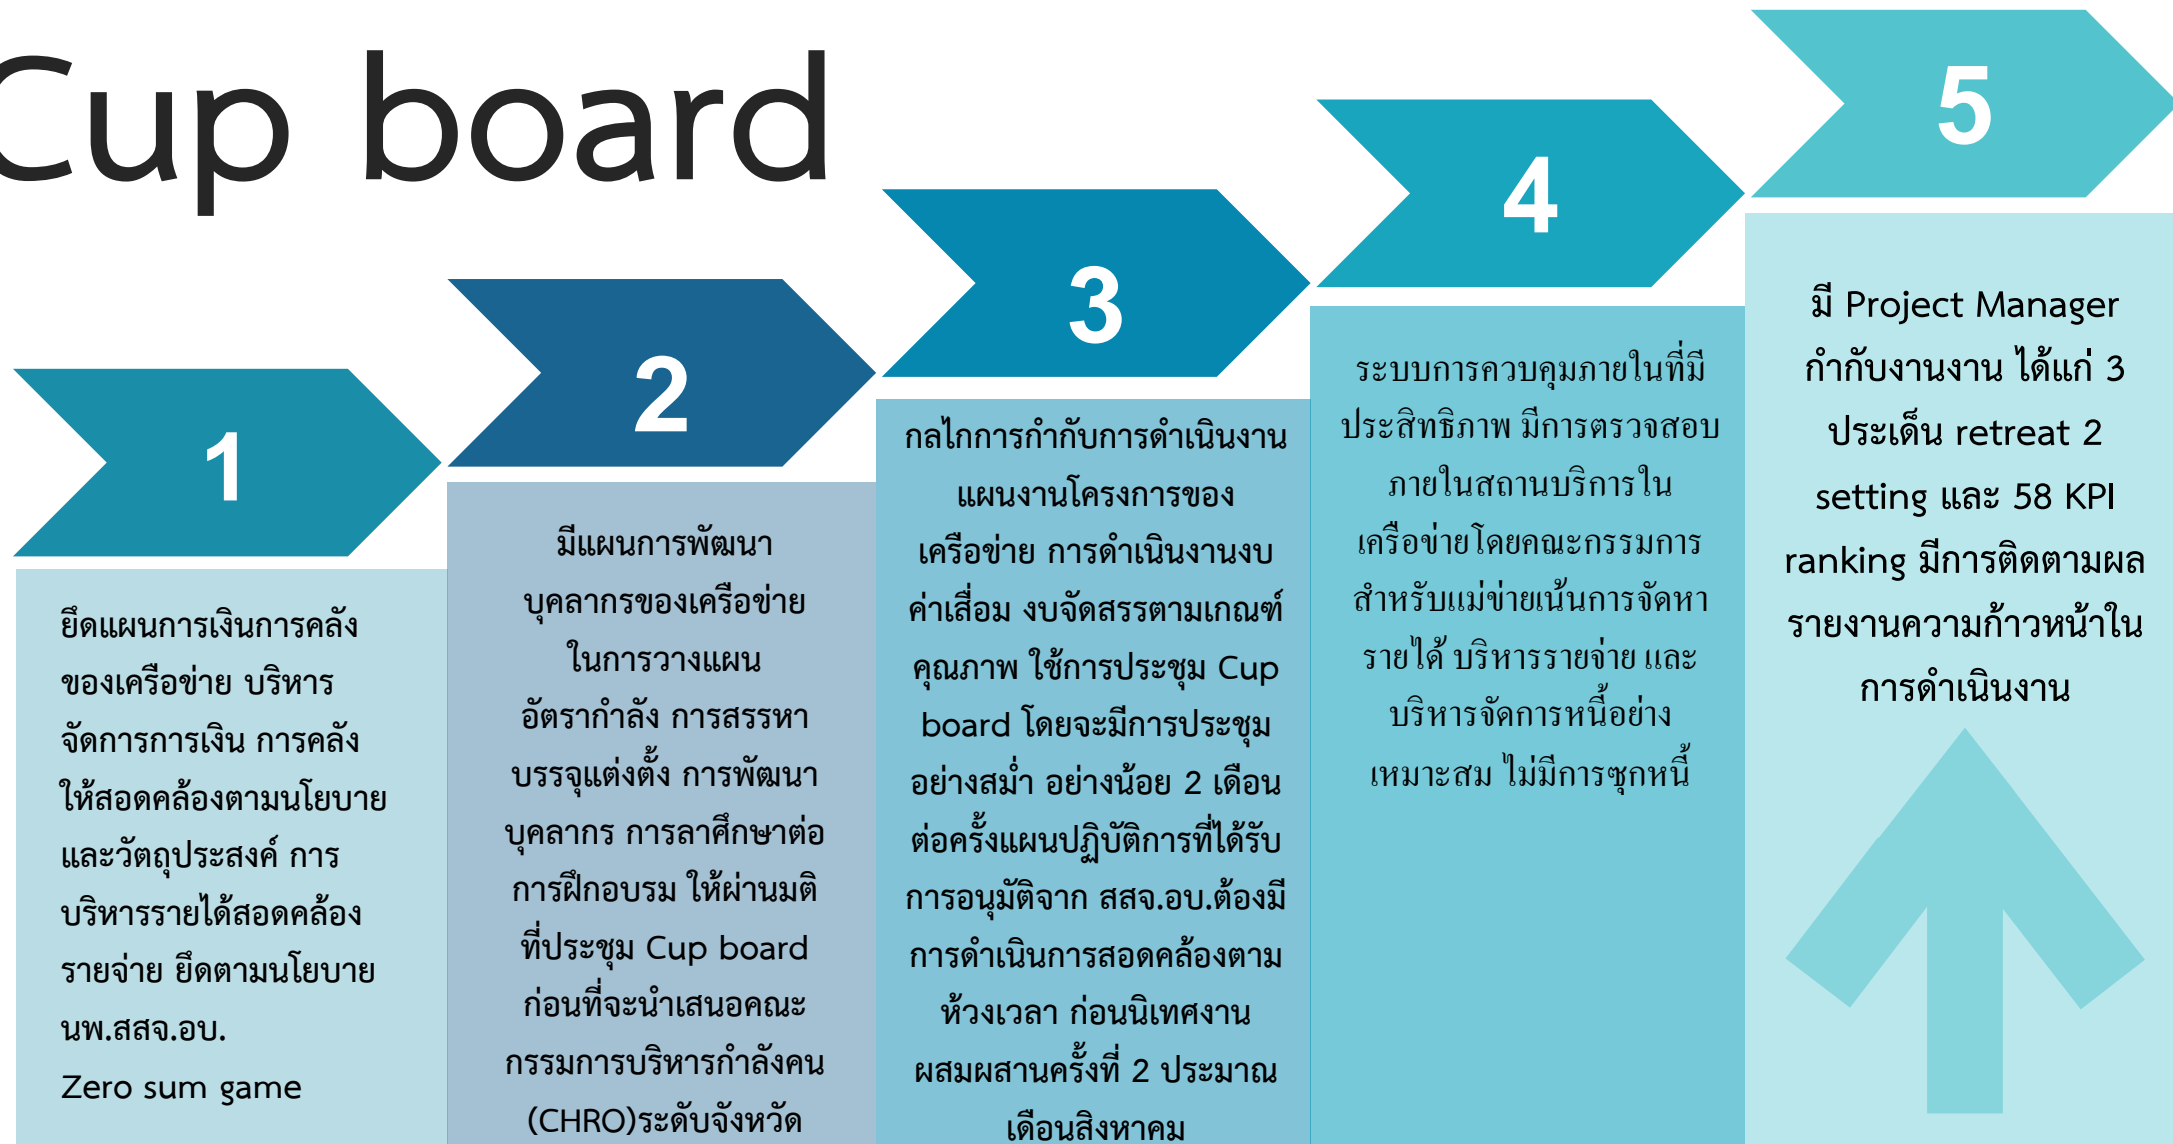 Cup board
1
ยึดแผนการเงินการคลัง
ของเครือข่าย บริหาร
จัดการการเงิน การคลัง
ให้สอดคล้องตามนโยบาย
และวัตถุประสงค์ การ
บริหารรายได้สอดคล้อง
รายจ่าย ยึดตามนโยบาย
นพ.สสจ.อบ.
Zero sum game
2
มีแผนการพัฒนา
บุคลากรของเครือข่าย
ในการวางแผน
อัตรากำลัง การสรรหา
บรรจุแต่งตั้ง การพัฒนา
บุคลากร การลาศึกษาต่อ
การฝึกอบรม ให้ผ่านมติ
ที่ประชุม Cup board
ก่อนที่จะนำเสนอคณะ
กรรมการบริหารกำลังคน
(CHRO)ระดับจังหวัด
3
กลไกการกำกับการดำเนินงาน
แผนงานโครงการของ
เครือข่าย การดำเนินงานงบ
ค่าเสื่อม งบจัดสรรตามเกณฑ์
คุณภาพ ใช้การประชุม Cup
board โดยจะมีการประชุม
อย่างสม่ำ อย่างน้อย 2 เดือน
ต่อครั้งแผนปฏิบัติการที่ได้รับ
การอนุมัติจาก สสจ.อบ.ต้องมี
การดำเนินการสอดคล้องตาม
ห้วงเวลา ก่อนนิเทศงาน
ผสมผสานครั้งที่ 2 ประมาณ
เดือนสิงหาคม
4
ระบบการควบคุมภายในที่มี
ประสิทธิภาพ มีการตรวจสอบ
ภายในสถานบริการใน
เครือข่ายโดยคณะกรรมการ
สำหรับแม่ข่ายเน้นการจัดหา
รายได้ บริหารรายจ่าย และ
บริหารจัดการหนี้อย่าง
เหมาะสม ไม่มีการซุกหนี้
5
มี Project Manager
กำกับงานงาน ได้แก่ 3
ประเด็น retreat 2
setting และ 58 KPI
ranking มีการติดตามผล
รายงานความก้าวหน้าใน
การดำเนินงาน